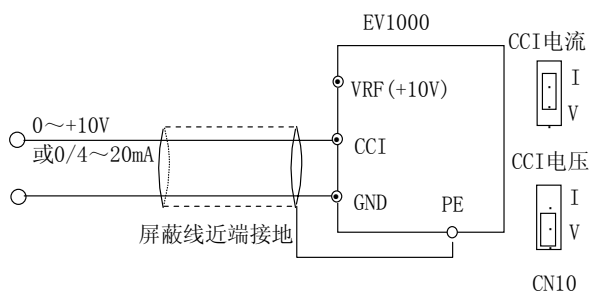 EV1000
CCI电流
I
V
VRF(+10V)
0～+10V
或0/4～20mA
CCI
CCI电压
GND
PE
I
V
屏蔽线近端接地
CN10